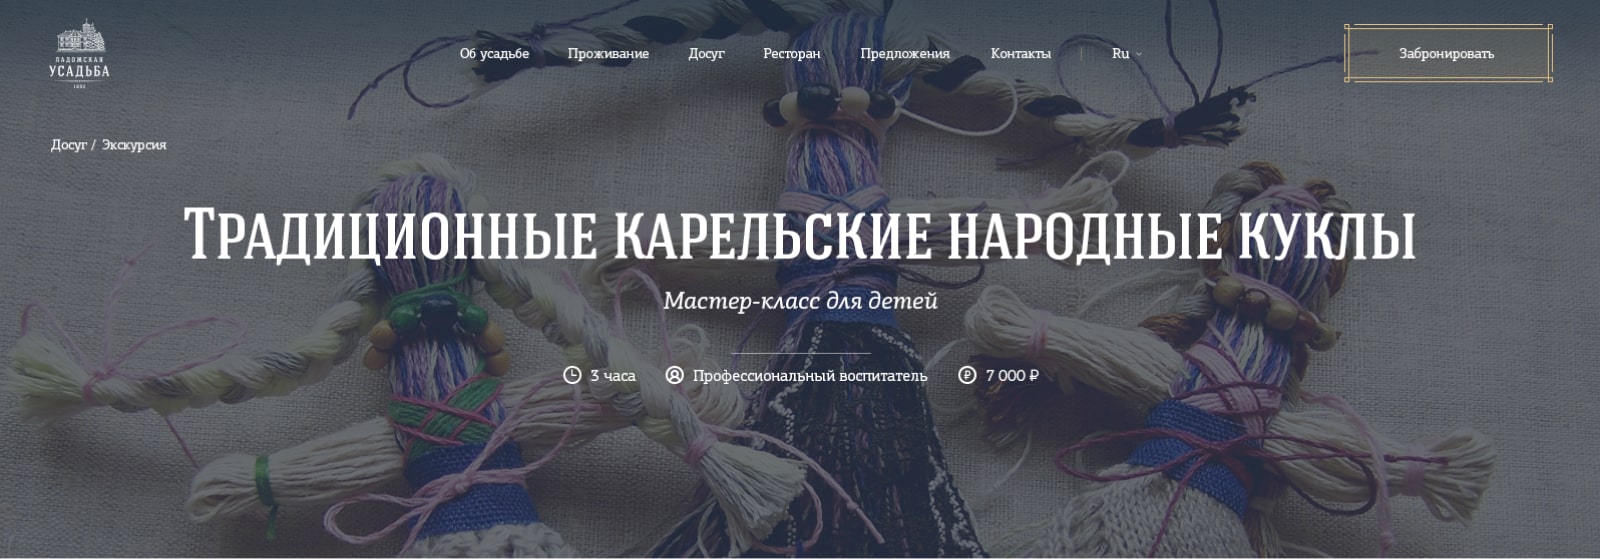 ЛАДОЖСКАЯ
УСАДЬБА
Об усадьбе Проживание Досуг Ресторан Предложения Контакты Ru Забронировать
Досуг / Экскурсия
Традиционные карельские народные куклы
Мастер-класс для детей
3 часа Профессиональный воспитатель 7 000 ₽